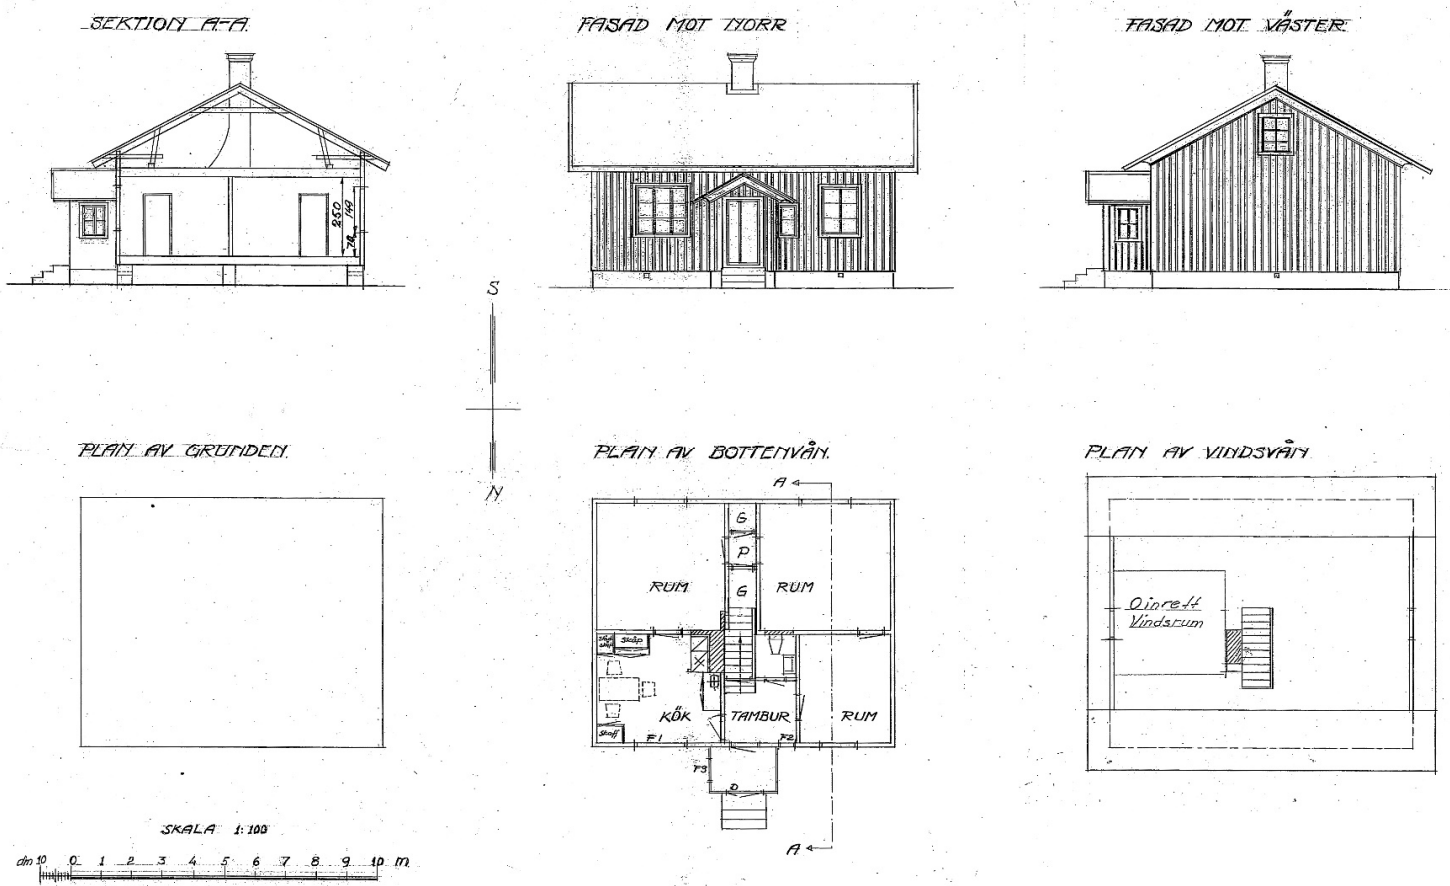 SEKTION A-A.
FASAD MOT NORR
FASAD MOT VÄSTER
250
70 149
S
N
PLAN AV GRUNDEN.
PLAN AV BOTTENVÅN.
PLAN AV VINDSVÅN
A
G
P
RUM
G
RUM
Skåp
KÖK
TAMBUR
RUM
Skaff
F1
F2
F3
D
A
Oinrett
Vindsrum
SKALA 1:100
dm 10 0 1 2 3 4 5 6 7 8 9 10 m.